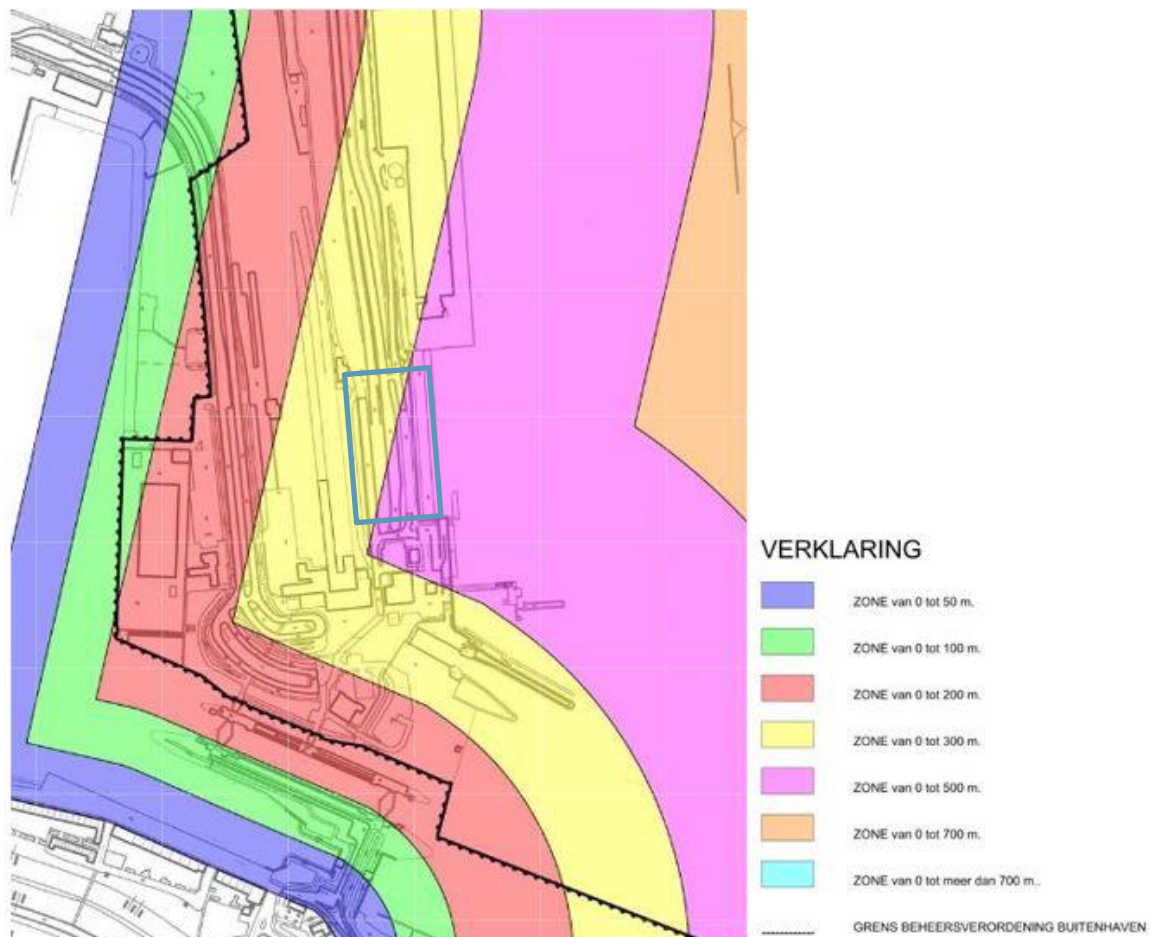 VERKLARING
ZONE van 0 tot 50 m.
ZONE van 0 tot 100 m.
ZONE van 0 tot 200 m.
ZONE van 0 tot 300 m.
ZONE van 0 tot 500 m.
ZONE van 0 tot 700 m.
ZONE van 0 tot meer dan 700 m..
GRENS BEHEERSVERORDENING BUITENHAVEN